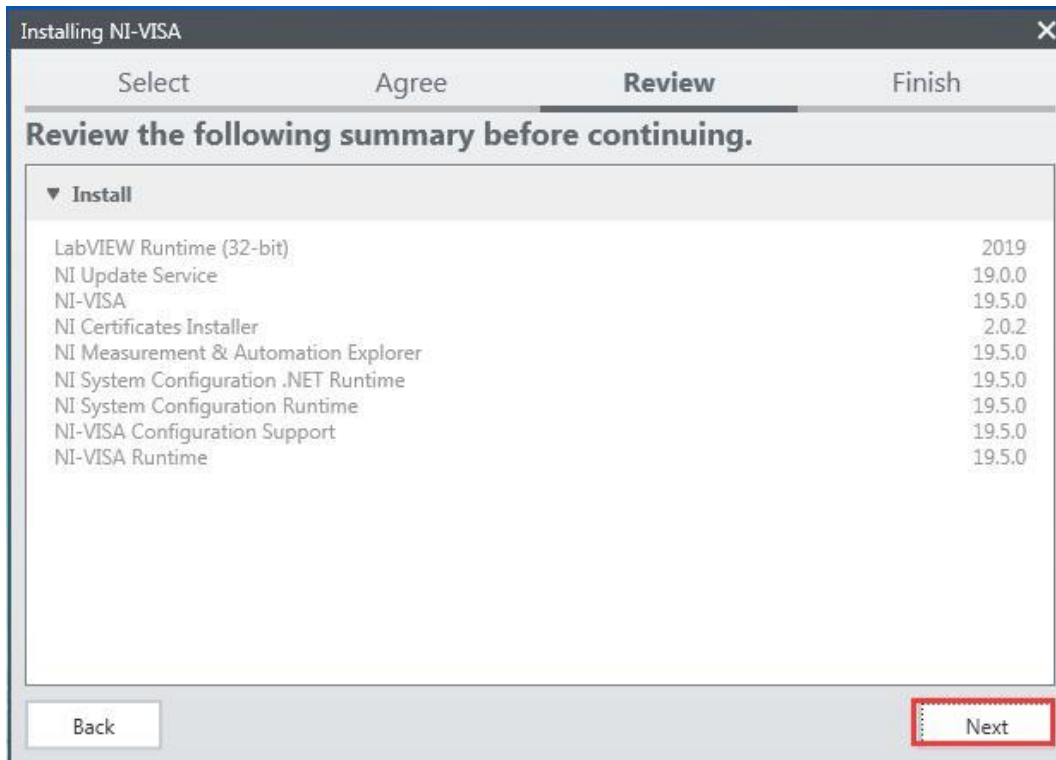 Installing NI-VISA
Select Agree Review Finish
Review the following summary before continuing.
Install
LabVIEW Runtime (32-bit) 2019
NI Update Service 19.0.0
NI-VISA 19.5.0
NI Certificates Installer 2.0.2
NI Measurement & Automation Explorer 19.5.0
NI System Configuration .NET Runtime 19.5.0
NI System Configuration Runtime 19.5.0
NI-VISA Configuration Support 19.5.0
NI-VISA Runtime 19.5.0
Back Next